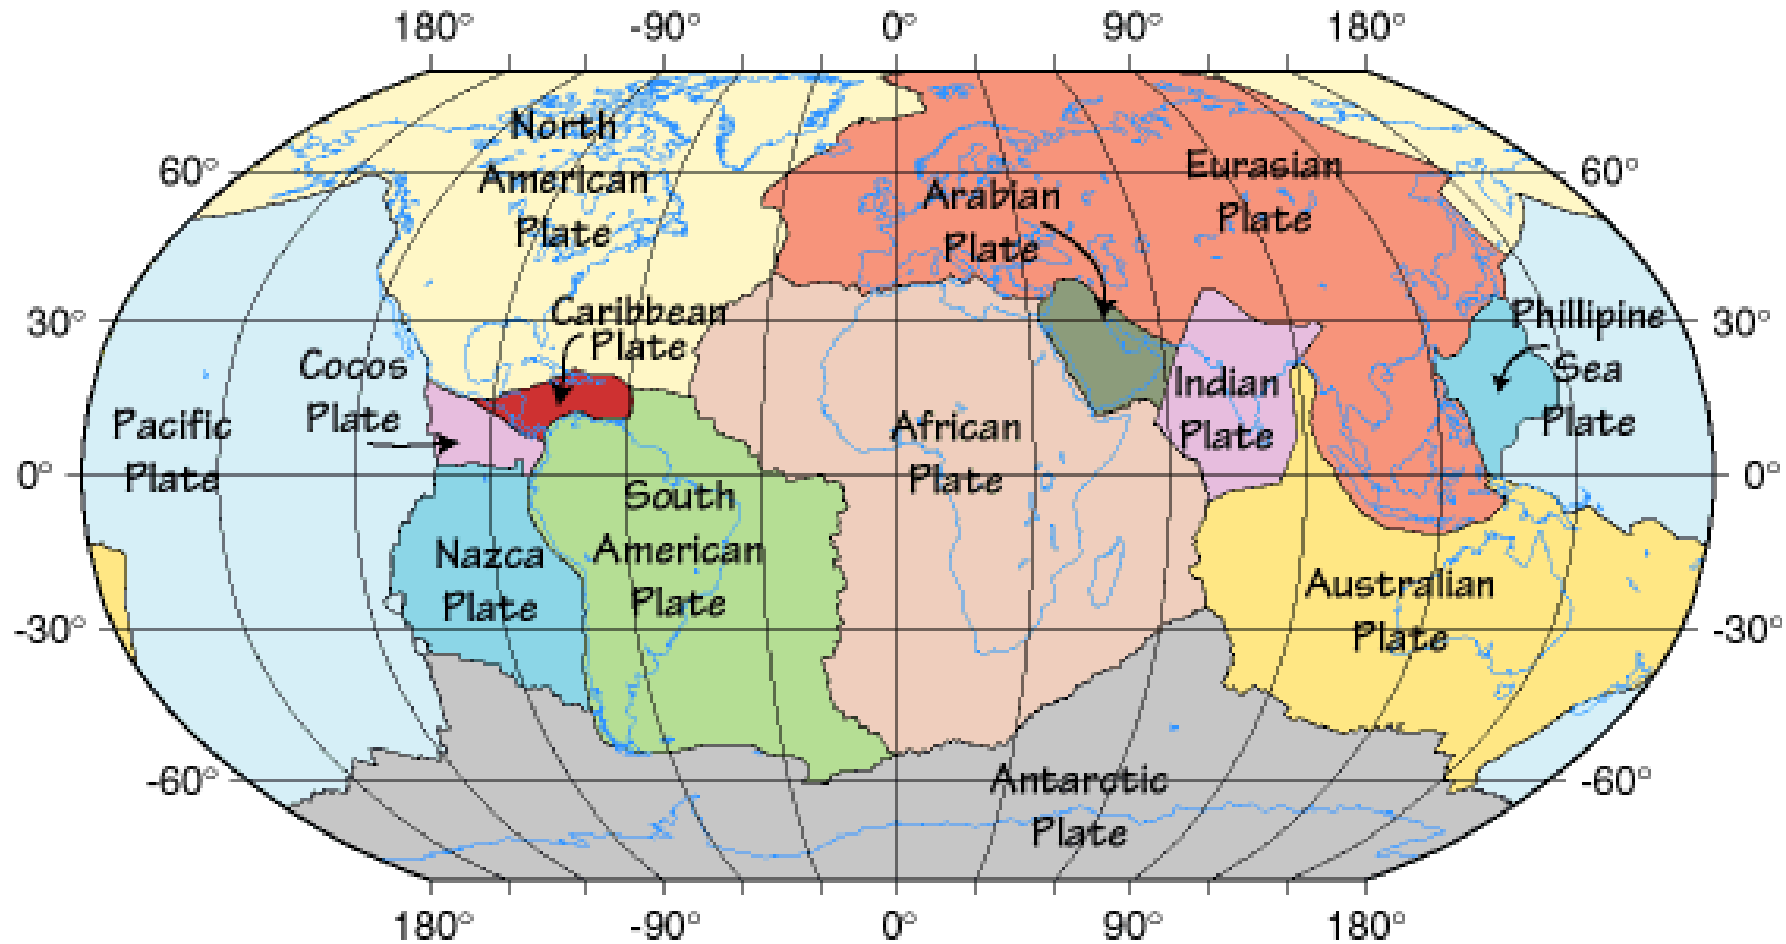 180° -90° 0° 90° 180°
North
American
Plate
60°
60°
Eurasian
Plate
Arabian
Plate
30°
30°
Caribbean
Plate
Phillipine
Sea
Plate
Cocos
Plate
Indian
Plate
Pacific
Plate
African
Plate
0°
0°
South
American
Plate
Nazca
Plate
Australian
Plate
-30°
-30°
-60°
-60°
Antarctic
Plate
180° -90° 0° 90° 180°